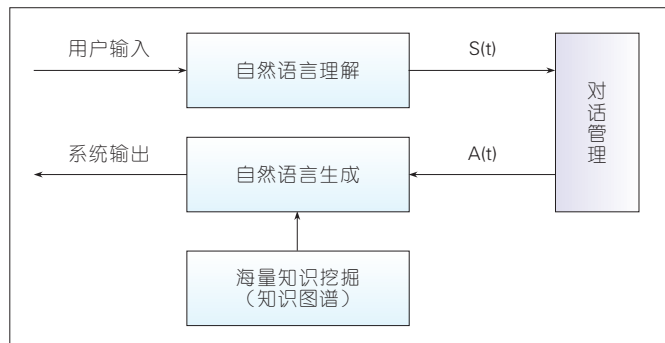 用户输入
自然语言理解
S(t)
对话管理
系统输出
自然语言生成
A(t)
海量知识挖掘
（知识图谱）